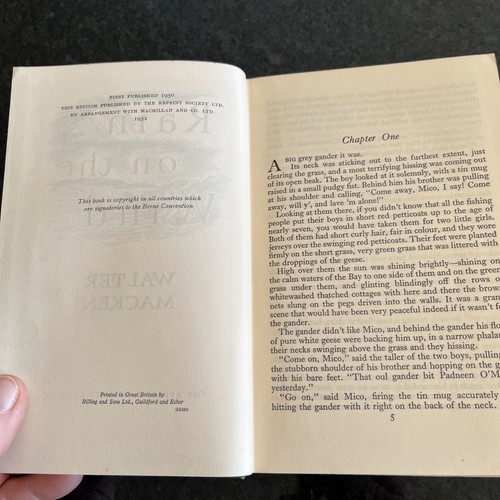 FIRST PUBLISHED 1950
THIS EDITION PUBLISHED BY THE REPRINT SOCIETY LTD.
BY ARRANGEMENT WITH MACMILLAN AND CO. LTD.
1952
This book is copyright in all countries which
are signatories to the Berne Convention
WALTER
MACKEN
Printed in Great Britain by
Billing and Sons Ltd., Guildford and Esher
Chapter One
A BIG grey gander it was.
Its neck was sticking out to the furthest extent, just
clearing the grass, and a most terrifying hissing was coming out
of its open beak. The boy looked at it solemnly, with a tin mug
raised in a small pudgy fist. Behind him his brother was pulling
at his shoulder and calling, “Come away, Mico, I say! Come
away, will y', and lave 'm alone!”
Looking at them there, if you didn't know that all the fishing
people put their boys in short red petticoats up to the age of
nearly seven, you would have taken them for two little girls.
Both of them had short curly hair, fair in colour, and they wore
jerseys over the swinging red petticoats. Their feet were planted
firmly on the short grass, very green grass that was littered with
the droppings of the geese.
High over them the sun was shining brightly—shining on
the calm waters of the Bay to one side of them and on the green
grass under them, and glinting blindingly off the rows o
whitewashed thatched cottages with here and there the brown
nets slung on the pegs driven into the walls. It was a gran
scene that would have been very peaceful indeed if it wasn't fo
the gander.
The gander didn't like Mico, and behind the gander his flo
of pure white geese were backing him up, in a narrow phalan
their necks swinging above the grass and they hissing.
“Come on, Mico,” said the taller of the two boys, pulling
the stubborn shoulder of his brother and hopping on the g
with his bare feet. “That oul gander bit Padneen O'M
yesterday.”
“Go on,” said Mico, firing the tin mug accurately
hitting the gander with it right on the back of the neck.
5